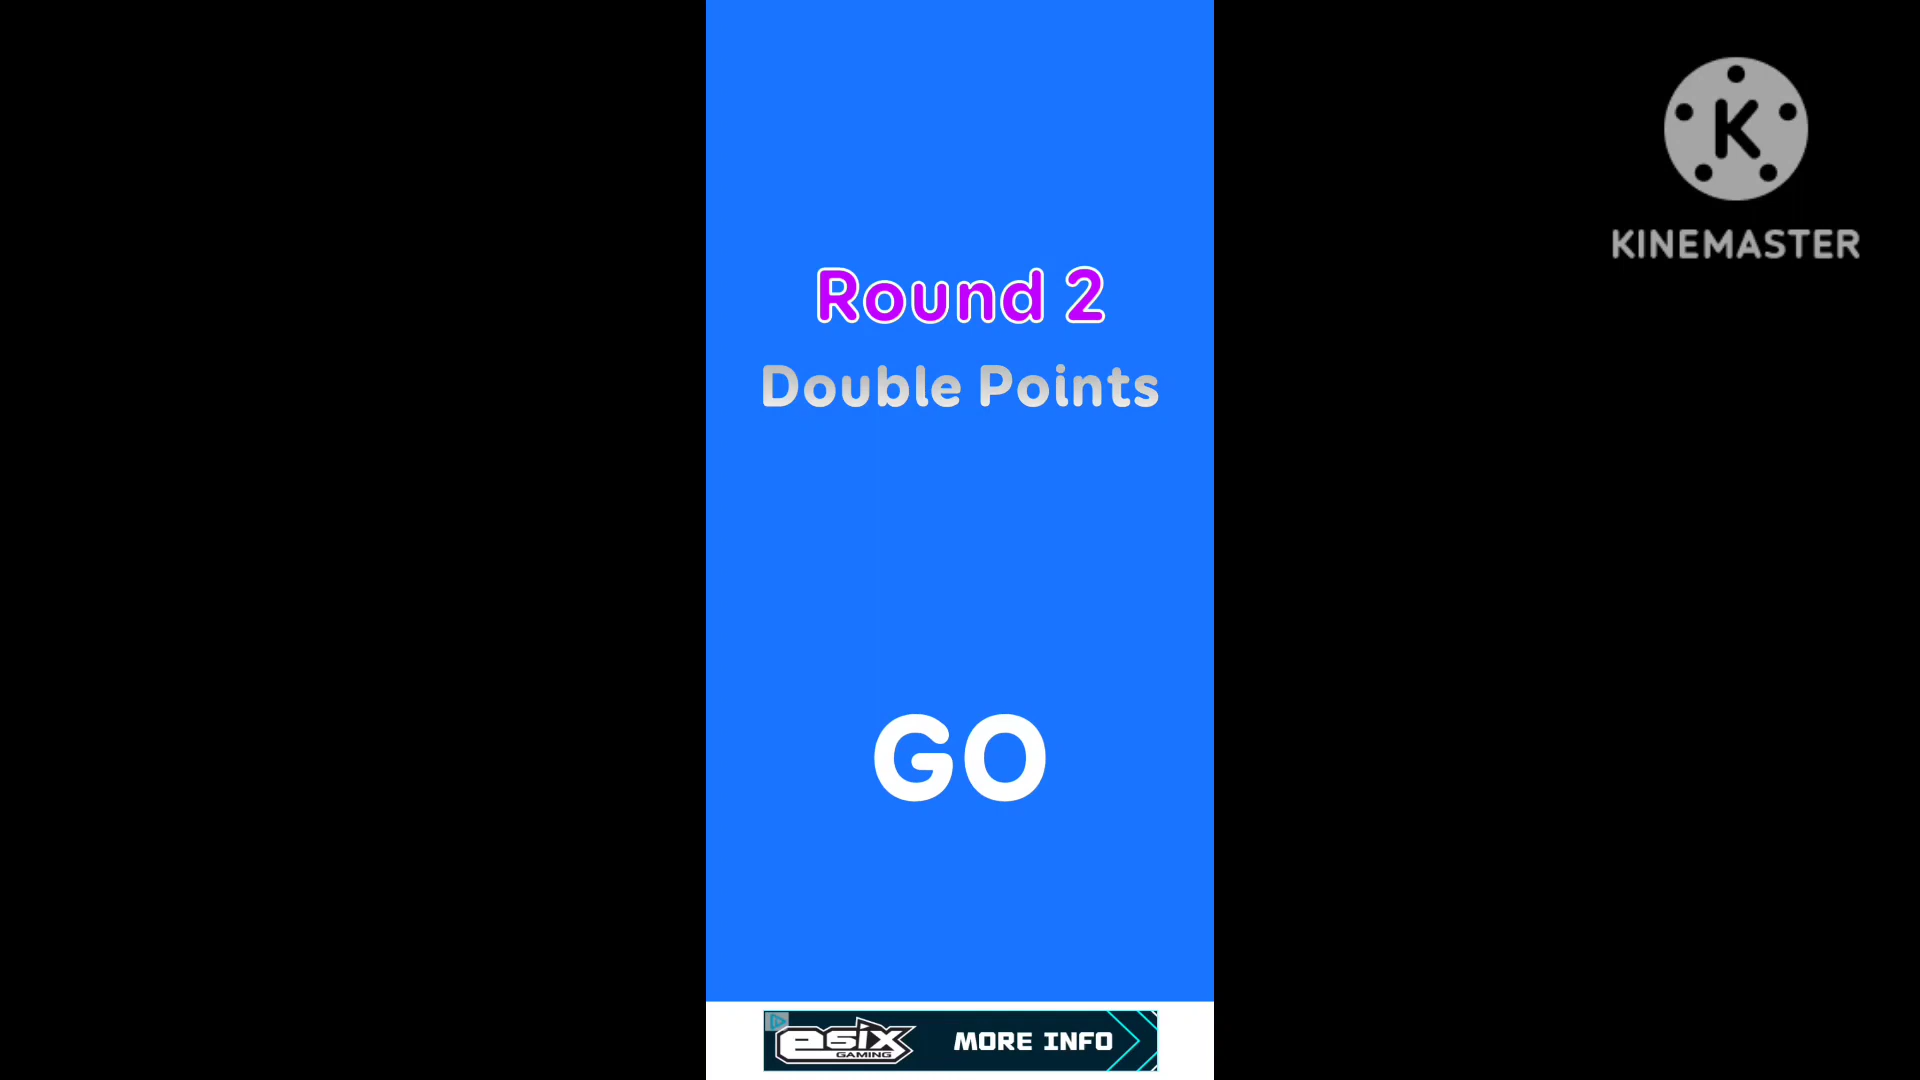 Round 2
Double Points
GO
esix
GAMING
MORE INFO
K
KINEMASTER